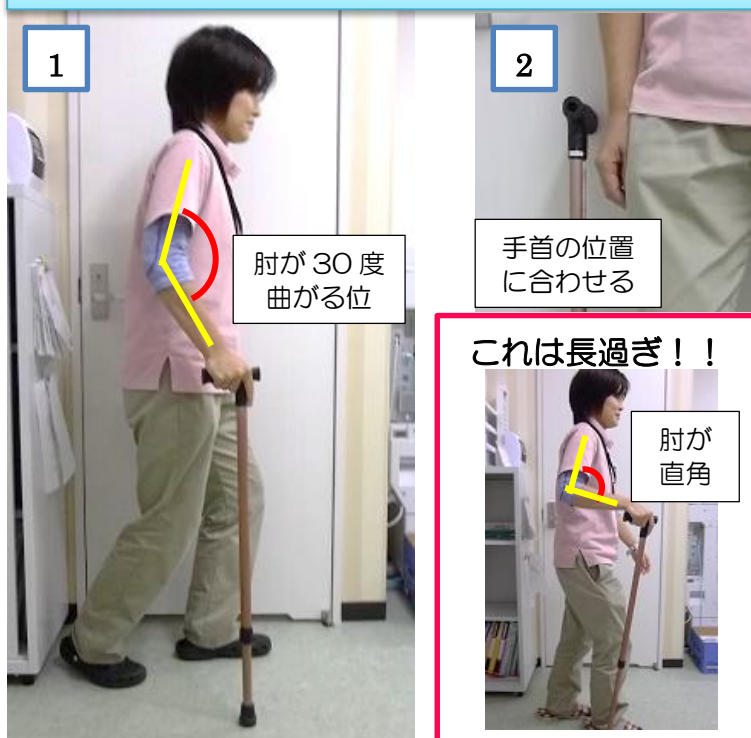 1
肘が30度
曲がる位
2
手首の位置
に合わせる
これは長過ぎ！！
肘が
直角